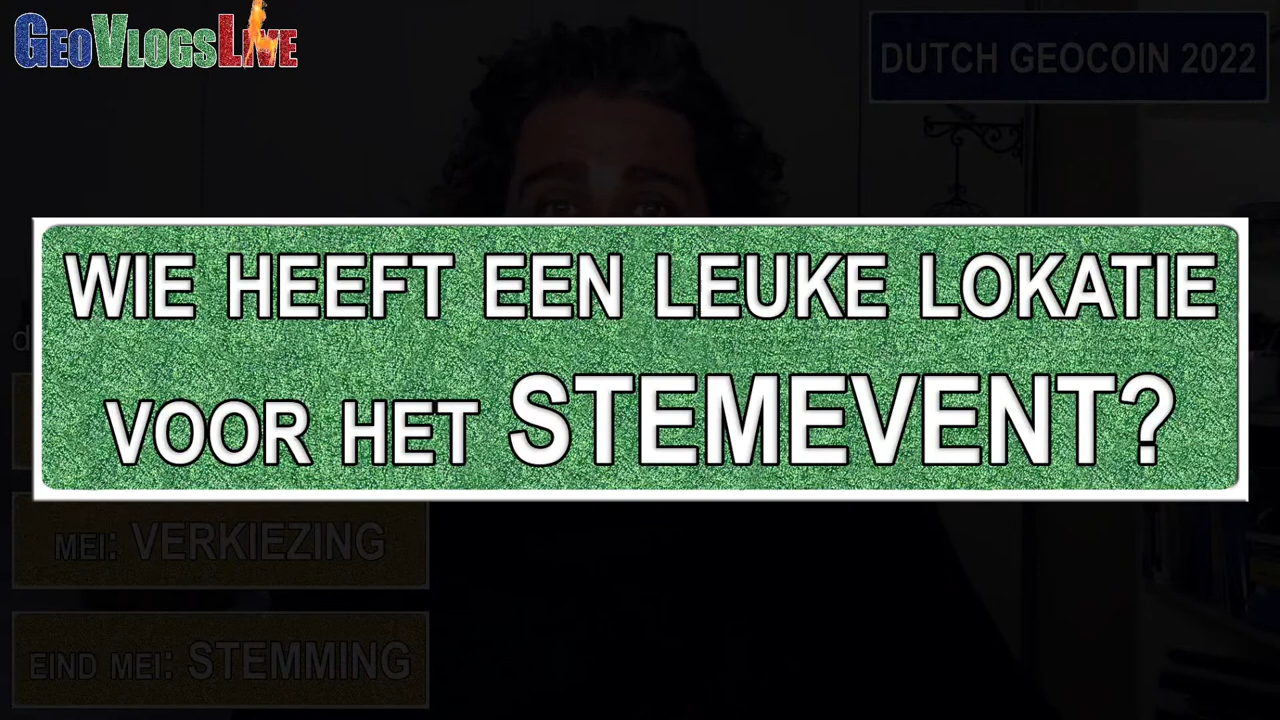 GEOVLOGSLIVE
DUTCH GEOCOIN 2022
WIE HEEFT EEN LEUKE LOKATIE
VOOR HET STEMEVENT?
MEI: VERKIEZING
EIND MEI: STEMMING